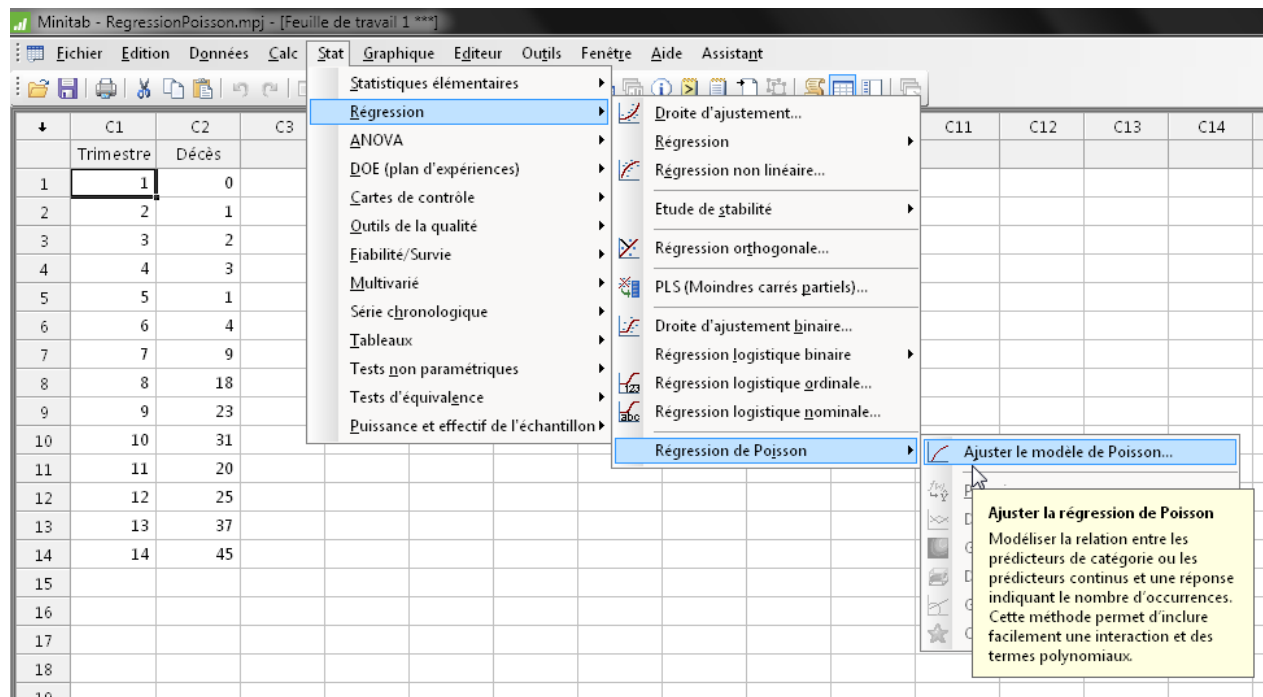 Minitab - RegressionPoisson.mpj - [Feuille de travail 1 ***]
Fichier Edition Données Calc Stat Graphique Editeur Outils Fenêtre Aide Assistant
Statistiques élémentaires
Régression
ANOVA
DOE (plan d'expériences)
Cartes de contrôle
Outils de la qualité
Fiabilité/Survie
Multivarié
Série chronologique
Tableaux
Tests non paramétriques
Tests d'équivalence
Puissance et effectif de l'échantillon
Droite d'ajustement...
Régression
Régression non linéaire...
Etude de stabilité
Régression orthogonale...
PLS (Moindres carrés partiels)...
Droite d'ajustement binaire...
Régression logistique binaire
Régression logistique ordinale...
Régression logistique nominale...
Régression de Poisson
Ajuster le modèle de Poisson...
Ajuster la régression de Poisson
Modéliser la relation entre les
prédicteurs de catégorie ou les
prédicteurs continus et une réponse
indiquant le nombre d'occurrences.
Cette méthode permet d'inclure
facilement une interaction et des
termes polynomiaux.
C1 C2 C3 C11 C12 C13 C14
Trimestre Décès
1 1 0
2 2 1
3 3 2
4 4 3
5 5 1
6 6 4
7 7 9
8 8 18
9 9 23
10 10 31
11 11 20
12 12 25
13 13 37
14 14 45
15
16
17
18